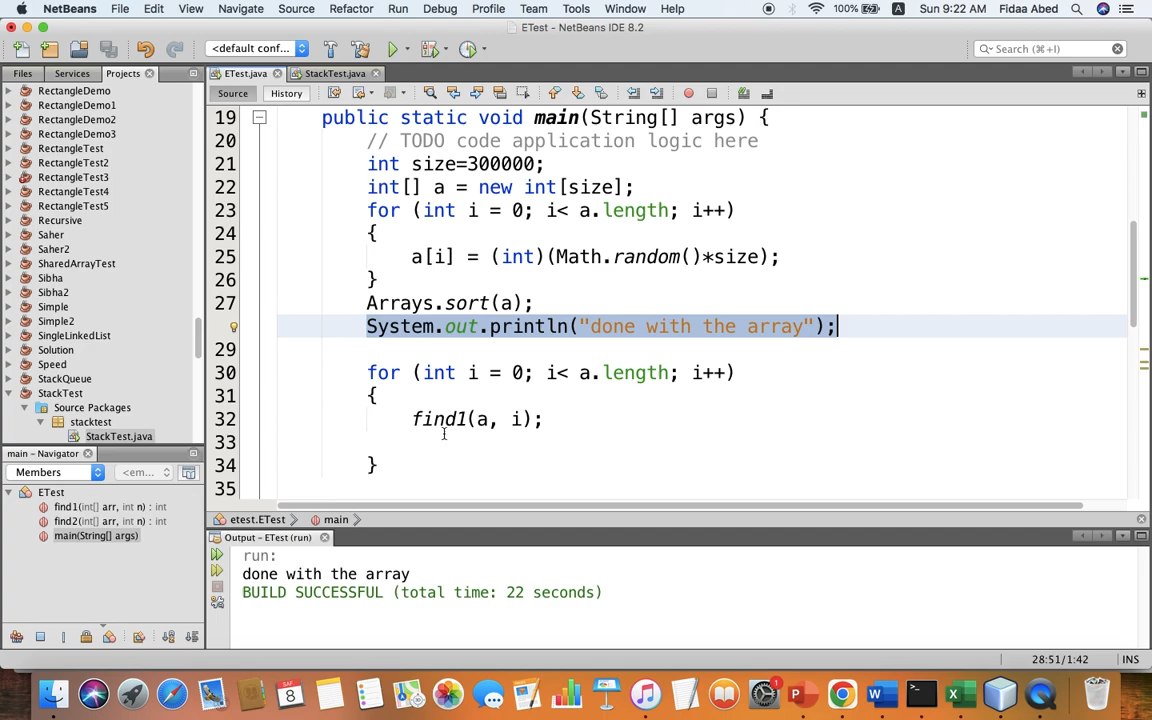 NetBeans File Edit View Navigate Source Refactor Run Debug Profile Team Tools Window Help 100% A Sun 9:22 AM Fidaa Abed
ETest - NetBeans IDE 8.2
<default conf... Search (⌘+I)
Files Services Projects ETest.java StackTest.java
Source History
RectangleDemo
RectangleDemo1
RectangleDemo2
RectangleDemo3
RectangleTest
RectangleTest2
RectangleTest3
RectangleTest4
RectangleTest5
Recursive
Saher
Saher2
SharedArrayTest
Sibha
Sibha2
Simple
Simple2
SingleLinkedList
Solution
Speed
StackQueue
StackTest
Source Packages
stacktest
StackTest.java
19 public static void main(String[] args) {
20 // TODO code application logic here
21 int size=300000;
22 int[] a = new int[size];
23 for (int i = 0; i< a.length; i++)
24 {
25 a[i] = (int)(Math.random()*size);
26 }
27 Arrays.sort(a);
System.out.println("done with the array");
29
30 for (int i = 0; i< a.length; i++)
31 {
32 find1(a, i);
33
34 }
35
main - Navigator
Members <em...
ETest
find1(int[] arr, int n) : int
find2(int[] arr, int n) : int
main(String[] args)
etest.ETest main
Output - ETest (run)
run:
done with the array
BUILD SUCCESSFUL (total time: 22 seconds)
28:51/1:42 INS
DEC
8
1